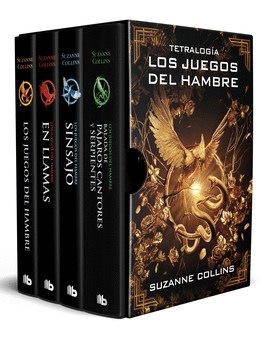 SUZANNE COLLINS
LOS JUEGOS DEL HAMBRE
SUZANNE COLLINS
EN LLAMAS
SUZANNE COLLINS
SINSAJO
SUZANNE COLLINS
BALADA DE
PÁJAROS CANTORES
Y SERPIENTES
TETRALOGÍA
LOS JUEGOS
DEL HAMBRE
SUZANNE COLLINS